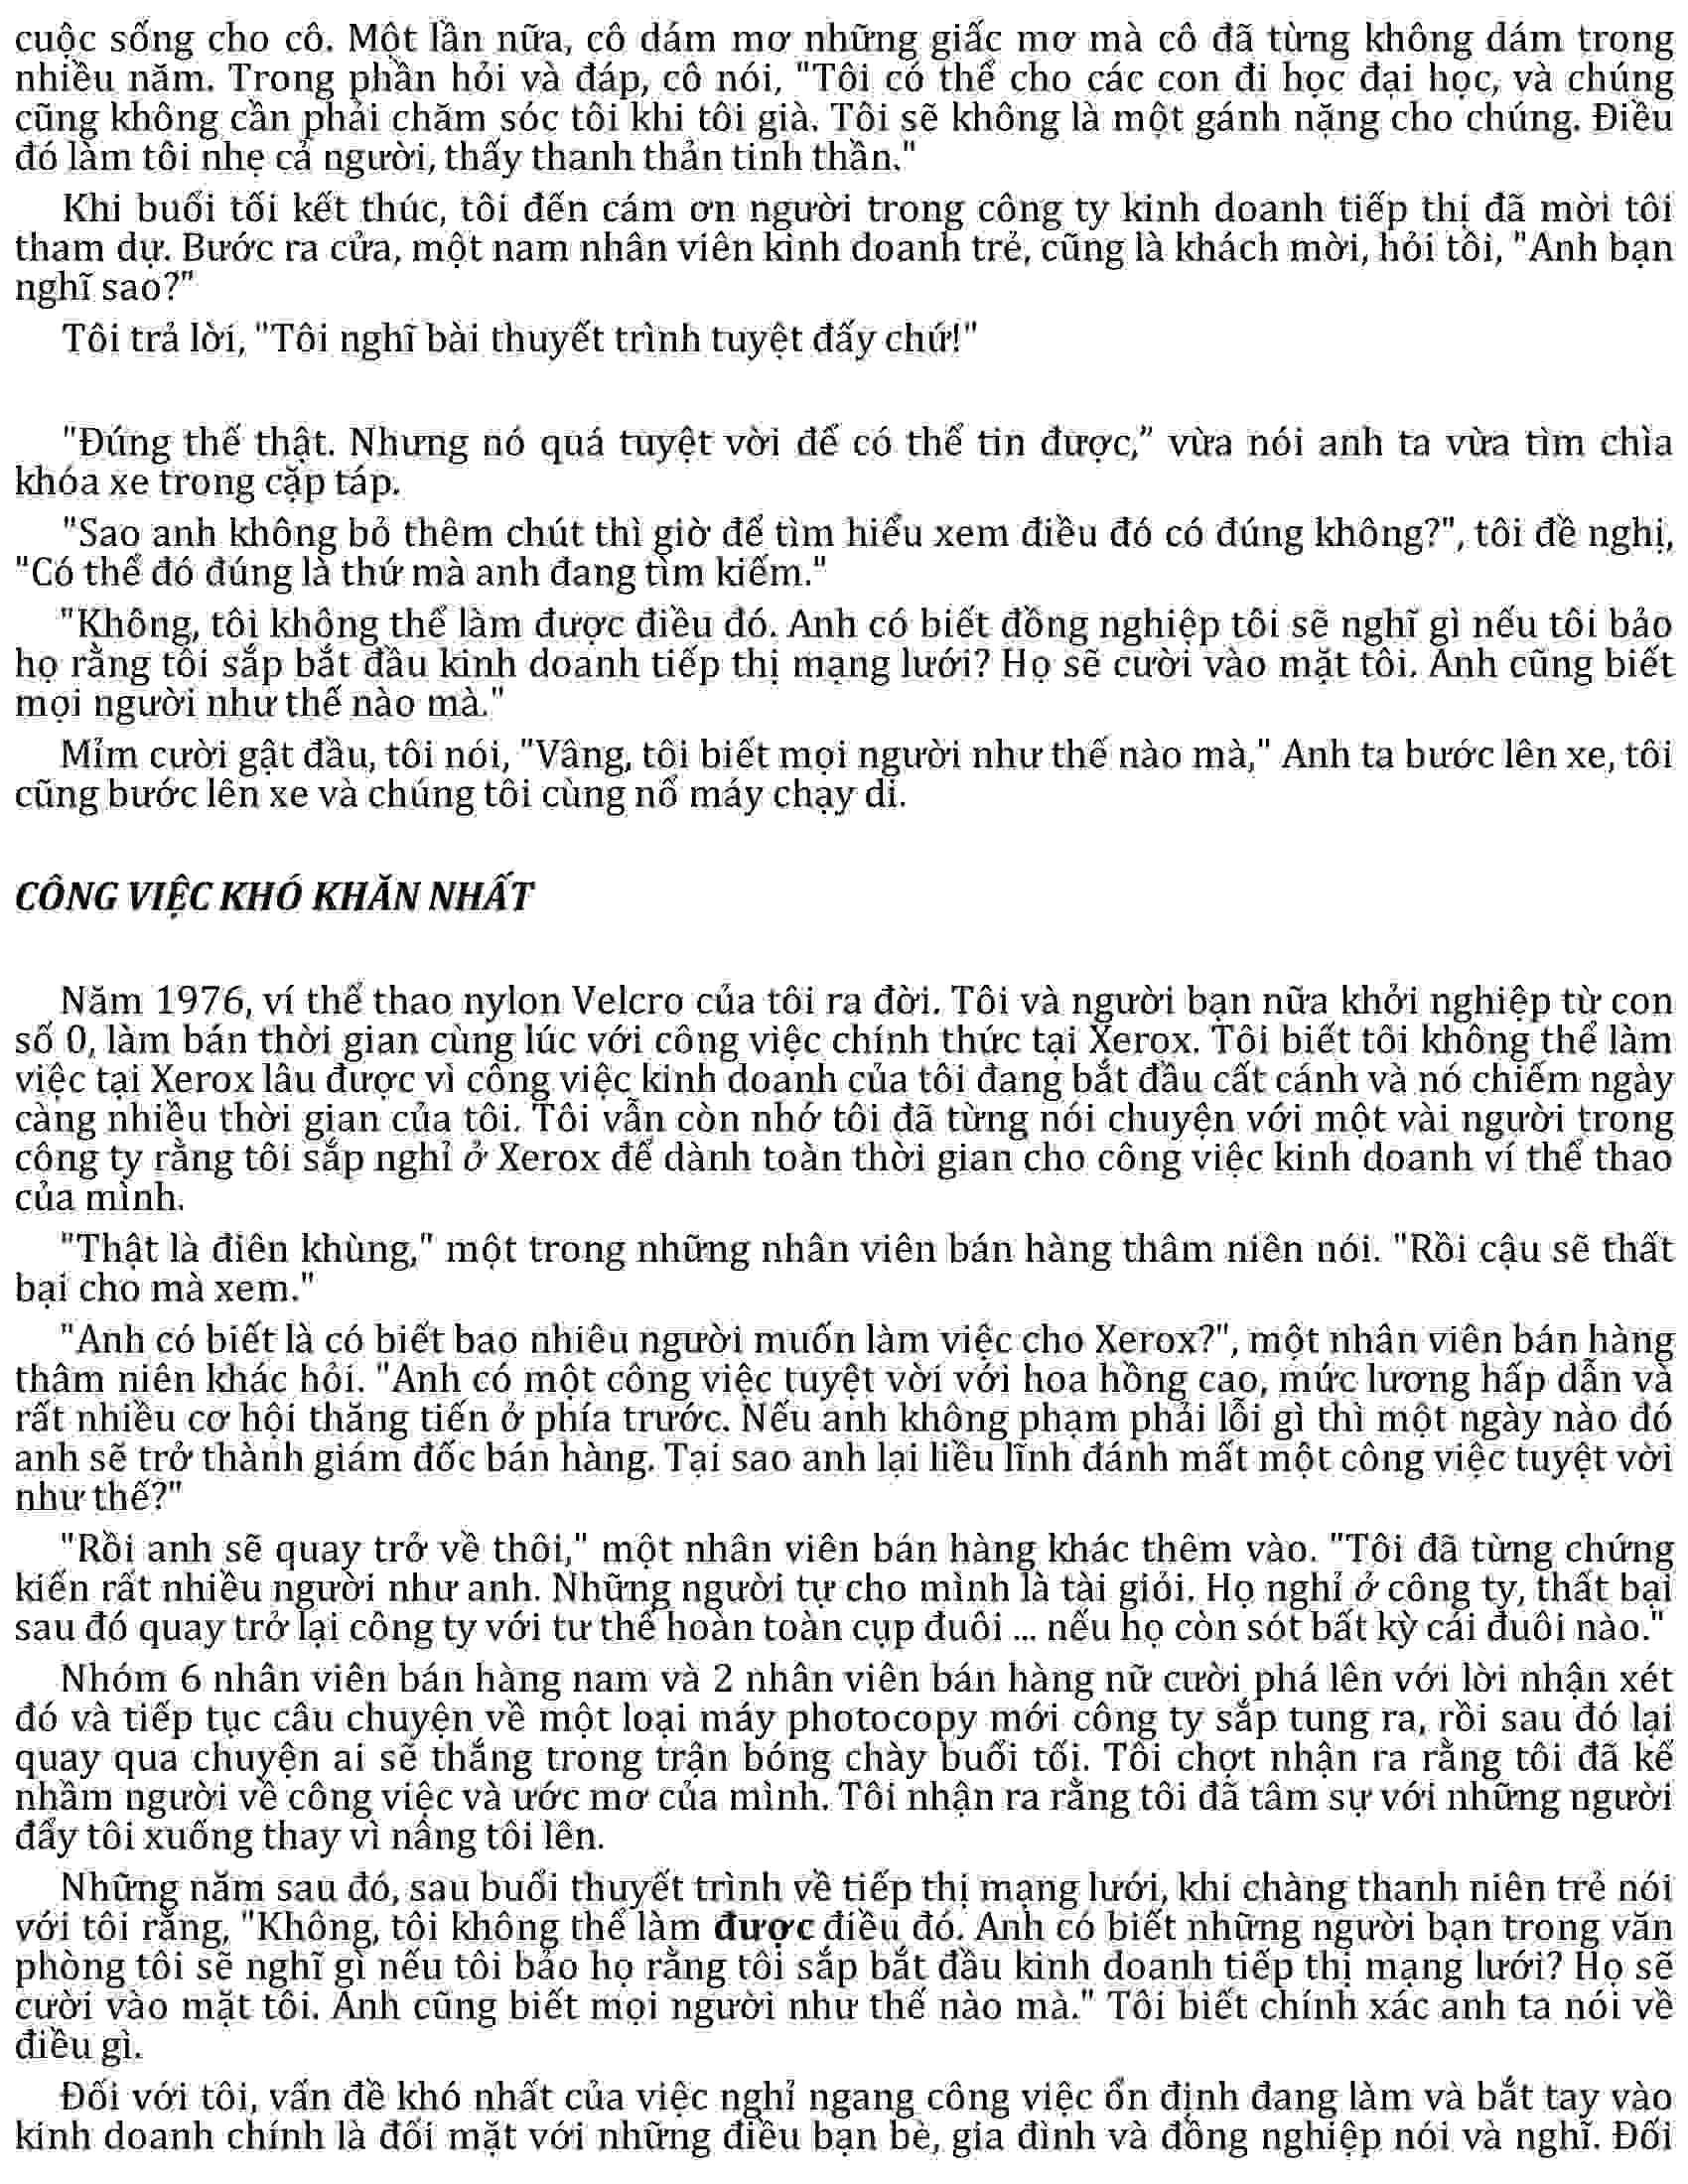 cuộc sống cho cô. Một lần nữa, cô dám mơ những giấc mơ mà cô đã từng không dám trong
nhiều năm. Trong phần hỏi và đáp, cô nói, "Tôi có thể cho các con đi học đại học, và chúng
cũng không cần phải chăm sóc tôi khi tôi già. Tôi sẽ không là một gánh nặng cho chúng. Điều
đó làm tôi nhẹ cả người, thấy thanh thản tinh thần."
Khi buổi tối kết thúc, tôi đến cám ơn người trong công ty kinh doanh tiếp thị đã mời tôi
tham dự. Bước ra cửa, một nam nhân viên kinh doanh trẻ, cũng là khách mời, hỏi tôi, "Anh bạn
nghĩ sao?"
Tôi trả lời, "Tôi nghĩ bài thuyết trình tuyệt đấy chứ!"
"Đúng thế thật. Nhưng nó quá tuyệt vời để có thể tin được,” vừa nói anh ta vừa tìm chìa
khóa xe trong cặp táp.
"Sao anh không bỏ thêm chút thì giờ để tìm hiểu xem điều đó có đúng không?", tôi đề nghị,
"Có thể đó đúng là thứ mà anh đang tìm kiếm."
"Không, tôi không thể làm được điều đó. Anh có biết đồng nghiệp tôi sẽ nghĩ gì nếu tôi bảo
họ rằng tôi sắp bắt đầu kinh doanh tiếp thị mạng lưới? Họ sẽ cười vào mặt tôi. Anh cũng biết
mọi người như thế nào mà."
Mỉm cười gật đầu, tôi nói, "Vâng, tôi biết mọi người như thế nào mà," Anh ta bước lên xe, tôi
cũng bước lên xe và chúng tôi cùng nổ máy chạy di.
CÔNG VIỆC KHÓ KHĂN NHẤT
Năm 1976, ví thể thao nylon Velcro của tôi ra đời. Tôi và người bạn nữa khởi nghiệp từ con
số 0, làm bán thời gian cùng lúc với công việc chính thức tại Xerox. Tôi biết tôi không thể làm
việc tại Xerox lâu được vì công việc kinh doanh của tôi đang bắt đầu cất cánh và nó chiếm ngày
càng nhiều thời gian của tôi. Tôi vẫn còn nhớ tôi đã từng nói chuyện với một vài người trong
công ty rằng tôi sắp nghỉ ở Xerox để dành toàn thời gian cho công việc kinh doanh ví thể thao
của mình.
"Thật là điên khùng," một trong những nhân viên bán hàng thâm niên nói. "Rồi cậu sẽ thất
bại cho mà xem."
"Anh có biết là có biết bao nhiêu người muốn làm việc cho Xerox?", một nhân viên bán hàng
thâm niên khác hỏi. "Anh có một công việc tuyệt vời với hoa hồng cao, mức lương hấp dẫn và
rất nhiều cơ hội thăng tiến ở phía trước. Nếu anh không phạm phải lỗi gì thì một ngày nào đó
anh sẽ trở thành giám đốc bán hàng. Tại sao anh lại liều lĩnh đánh mất một công việc tuyệt vời
như thế?"
"Rồi anh sẽ quay trở về thôi," một nhân viên bán hàng khác thêm vào. "Tôi đã từng chứng
kiến rất nhiều người như anh. Những người tự cho mình là tài giỏi. Họ nghỉ ở công ty, thất bại
sau đó quay trở lại công ty với tư thế hoàn toàn cụp đuôi ... nếu họ còn sót bất kỳ cái đuôi nào."
Nhóm 6 nhân viên bán hàng nam và 2 nhân viên bán hàng nữ cười phá lên với lời nhận xét
đó và tiếp tục câu chuyện về một loại máy photocopy mới công ty sắp tung ra, rồi sau đó lại
quay qua chuyện ai sẽ thắng trong trận bóng chày buổi tối. Tôi chợt nhận ra rằng tôi đã kể
nhầm người về công việc và ước mơ của mình. Tôi nhận ra rằng tôi đã tâm sự với những người
đẩy tôi xuống thay vì nâng tôi lên.
Những năm sau đó, sau buổi thuyết trình về tiếp thị mạng lưới, khi chàng thanh niên trẻ nói
với tôi rằng, "Không, tôi không thể làm được điều đó. Anh có biết những người bạn trong văn
phòng tôi sẽ nghĩ gì nếu tôi bảo họ rằng tôi sắp bắt đầu kinh doanh tiếp thị mạng lưới? Họ sẽ
cười vào mặt tôi. Anh cũng biết mọi người như thế nào mà." Tôi biết chính xác anh ta nói về
điều gì.
Đối với tôi, vấn đề khó nhất của việc nghỉ ngang công việc ổn định đang làm và bắt tay vào
kinh doanh chính là đối mặt với những điều bạn bè, gia đình và đồng nghiệp nói và nghĩ. Đối